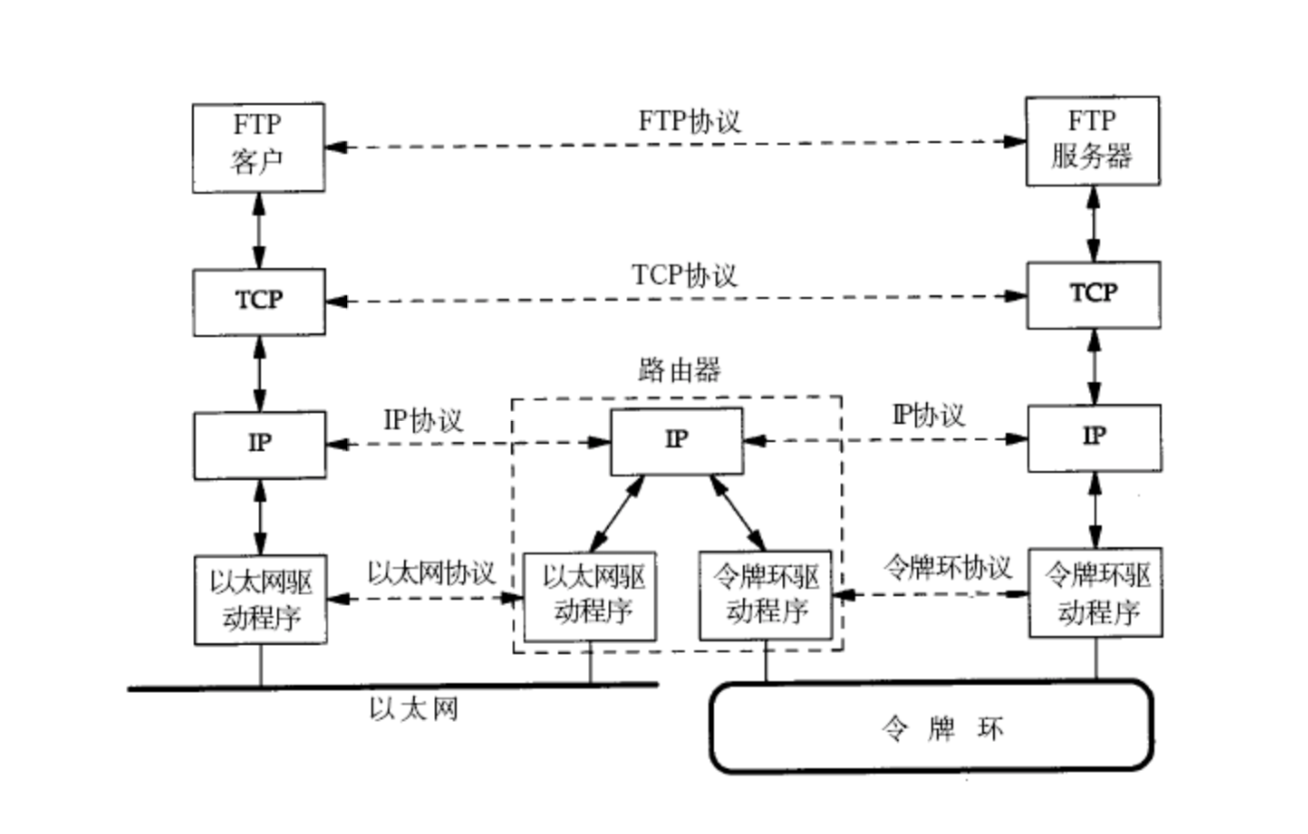 FTP
客户
FTP协议
FTP
服务器
TCP
TCP协议
TCP
路由器
IP
IP协议
IP
IP协议
IP
以太网驱
动程序
以太网协议
以太网驱
动程序
令牌环驱
动程序
令牌环协议
令牌环驱
动程序
以太网
令牌环